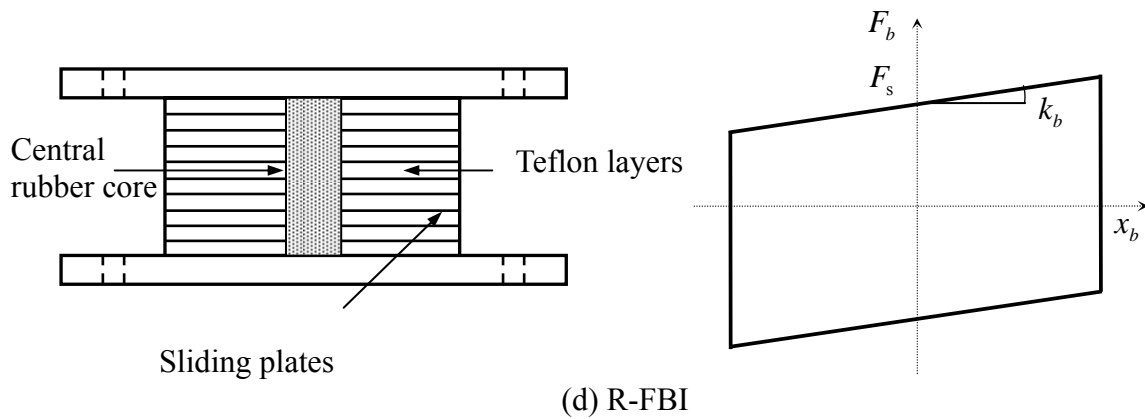 Central
rubber core
Teflon layers
Sliding plates
F_b
F_s
k_b
x_b
(d) R-FBI